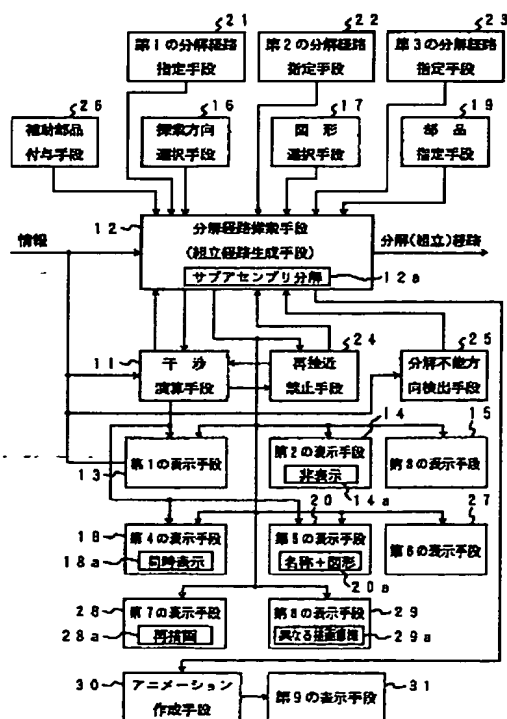 21
22
23
第1の分解経路
指定手段
第2の分解経路
指定手段
第3の分解経路
指定手段
26
16
17
19
補助部品
付与手段
探索方向
選択手段
図形
選択手段
部品
指定手段
12
分解経路探索手段
(組立経路生成手段)
サブアセンブリ分解
12a
情報
分解(組立)経路
11
干渉
演算手段
24
再接近
禁止手段
25
分解不能方
向検出手段
13
第1の表示手段
14
第2の表示手段
非表示
14a
15
第3の表示手段
18
第4の表示手段
同時表示
18a
20
第5の表示手段
名称+図形
20a
27
第6の表示手段
28
第7の表示手段
再描画
28a
第8の表示手段
29
異なる描画
29a
30
アニメーション
作成手段
第9の表示手段
31